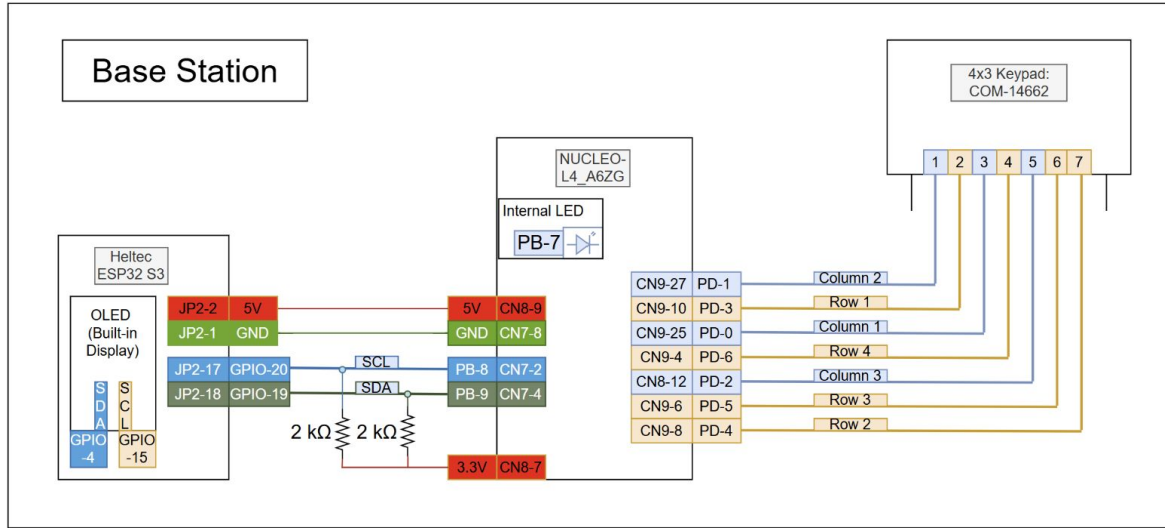 Base Station
4x3 Keypad:
COM-14662
1 2 3 4 5 6 7
NUCLEO-
L4_A6ZG
Internal LED
PB-7
Heltec
ESP32 S3
OLED
(Built-in
Display)
SDA
SCL
GPIO
-4
GPIO
-15
JP2-2 5V
JP2-1 GND
JP2-17 GPIO-20
JP2-18 GPIO-19
SCL
SDA
2 kΩ 2 kΩ
5V CN8-9
GND CN7-8
PB-8 CN7-2
PB-9 CN7-4
3.3V CN8-7
CN9-27 PD-1 Column 2
CN9-10 PD-3 Row 1
CN9-25 PD-0 Column 1
CN9-4 PD-6 Row 4
CN8-12 PD-2 Column 3
CN9-6 PD-5 Row 3
CN9-8 PD-4 Row 2